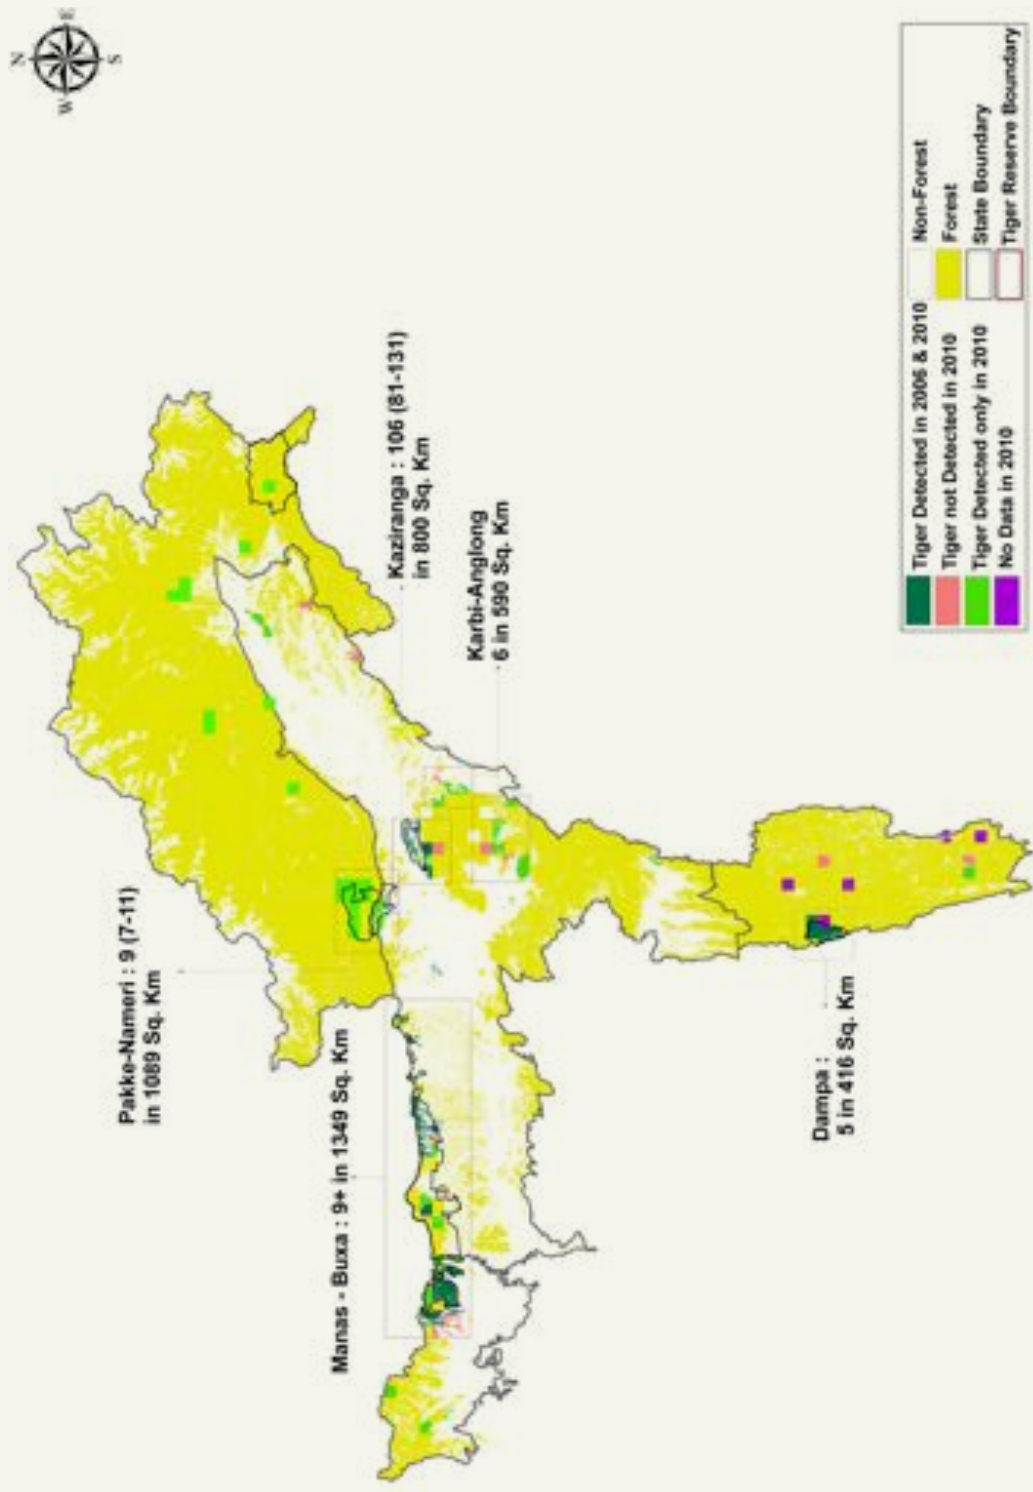 N
W
E
S
Pakke-Nameri : 9 (7-11)
in 1089 Sq. Km
Manas - Buxa : 9+ in 1349 Sq. Km
Kaziranga : 106 (81-131)
in 800 Sq. Km
Karbi-Anglong
6 in 590 Sq. Km
Dampa :
5 in 416 Sq. Km
Tiger Detected in 2006 & 2010
Tiger not Detected in 2010
Tiger Detected only in 2010
No Data in 2010
Non-Forest
Forest
State Boundary
Tiger Reserve Boundary